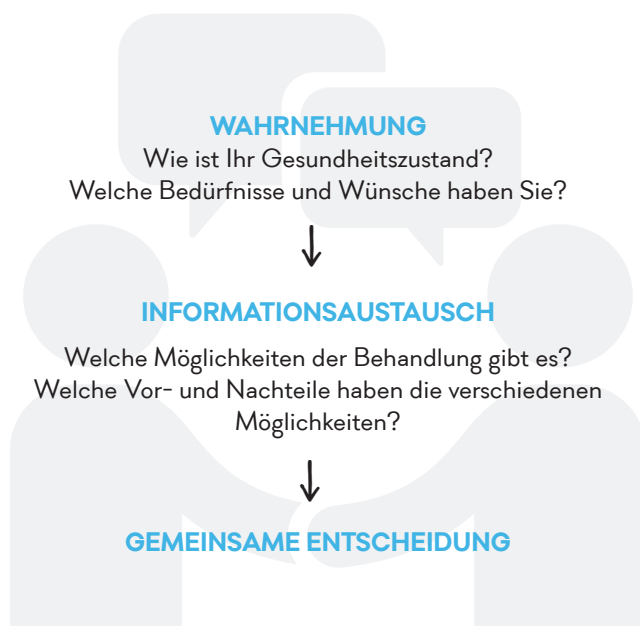 WAHRNEHMUNG
Wie ist Ihr Gesundheitszustand?
Welche Bedürfnisse und Wünsche haben Sie?
INFORMATIONSAUSTAUSCH
Welche Möglichkeiten der Behandlung gibt es?
Welche Vor- und Nachteile haben die verschiedenen
Möglichkeiten?
GEMEINSAME ENTSCHEIDUNG